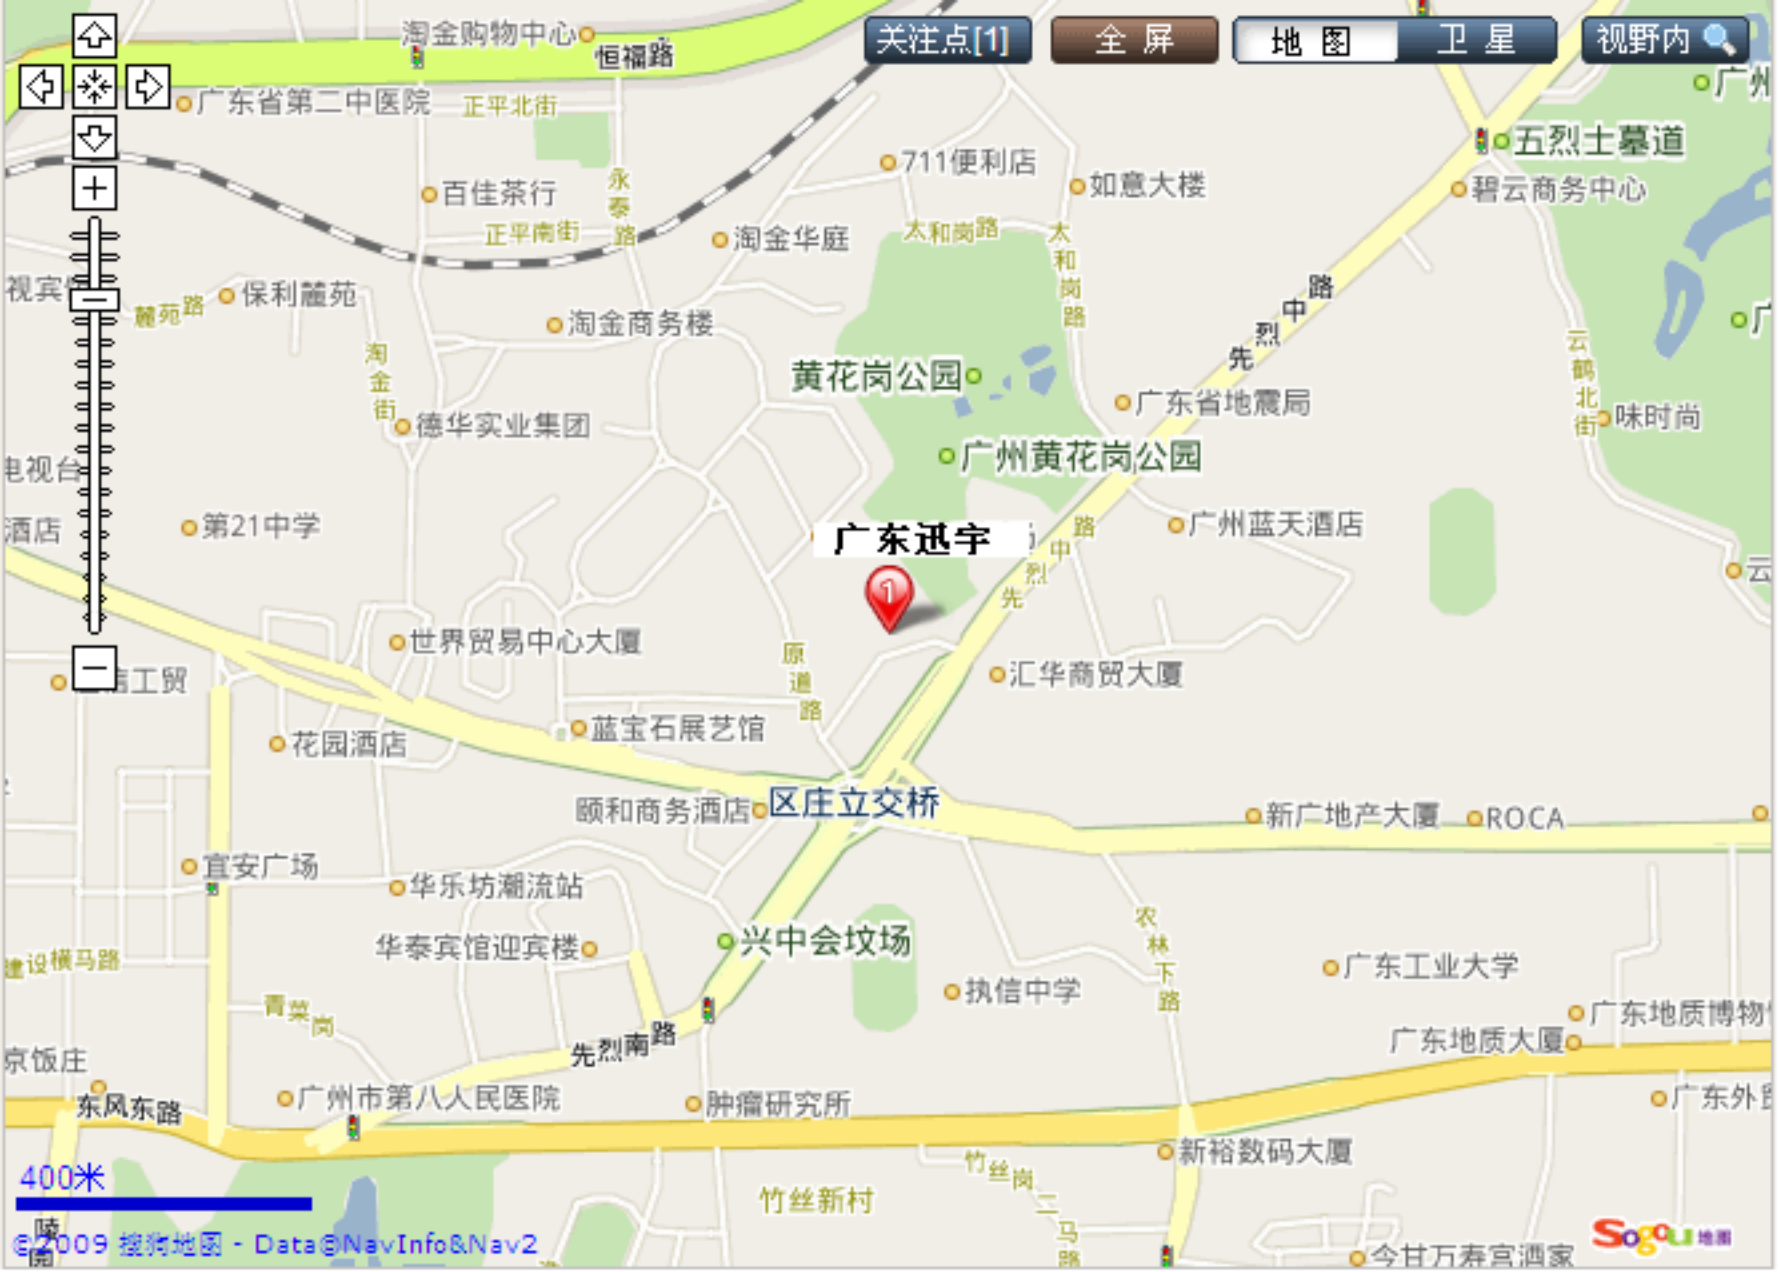 淘金购物中心
恒福路
关注点[1]
全 屏
地 图
卫 星
视野内
广东省第二中医院
正平北街
广州
五烈士墓道
711便利店
如意大楼
碧云商务中心
百佳茶行
永泰路
正平南街
淘金华庭
太和岗路
太和岗路
视宾
麓苑路
保利麓苑
先烈中路
淘金商务楼
淘金街
云鹤北街
黄花岗公园
广东省地震局
味时尚
德华实业集团
广州黄花岗公园
电视台
酒店
第21中学
广州蓝天酒店
广东迅宇
先烈中路
云
1
世界贸易中心大厦
原道路
汇华商贸大厦
信工贸
蓝宝石展艺馆
花园酒店
颐和商务酒店
区庄立交桥
新广地产大厦
ROCA
宜安广场
华乐坊潮流站
农林下路
华泰宾馆迎宾楼
兴中会坟场
建设横马路
广东工业大学
执信中学
青菜岗
广东地质博物
先烈南路
广东地质大厦
京饭庄
东风东路
广州市第八人民医院
肿瘤研究所
广东外贸
新裕数码大厦
400米
竹丝岗二马路
竹丝新村
陵园
©2009 搜狗地图 - Data©NavInfo&Nav2
Sogou地图
今甘万寿宫酒家